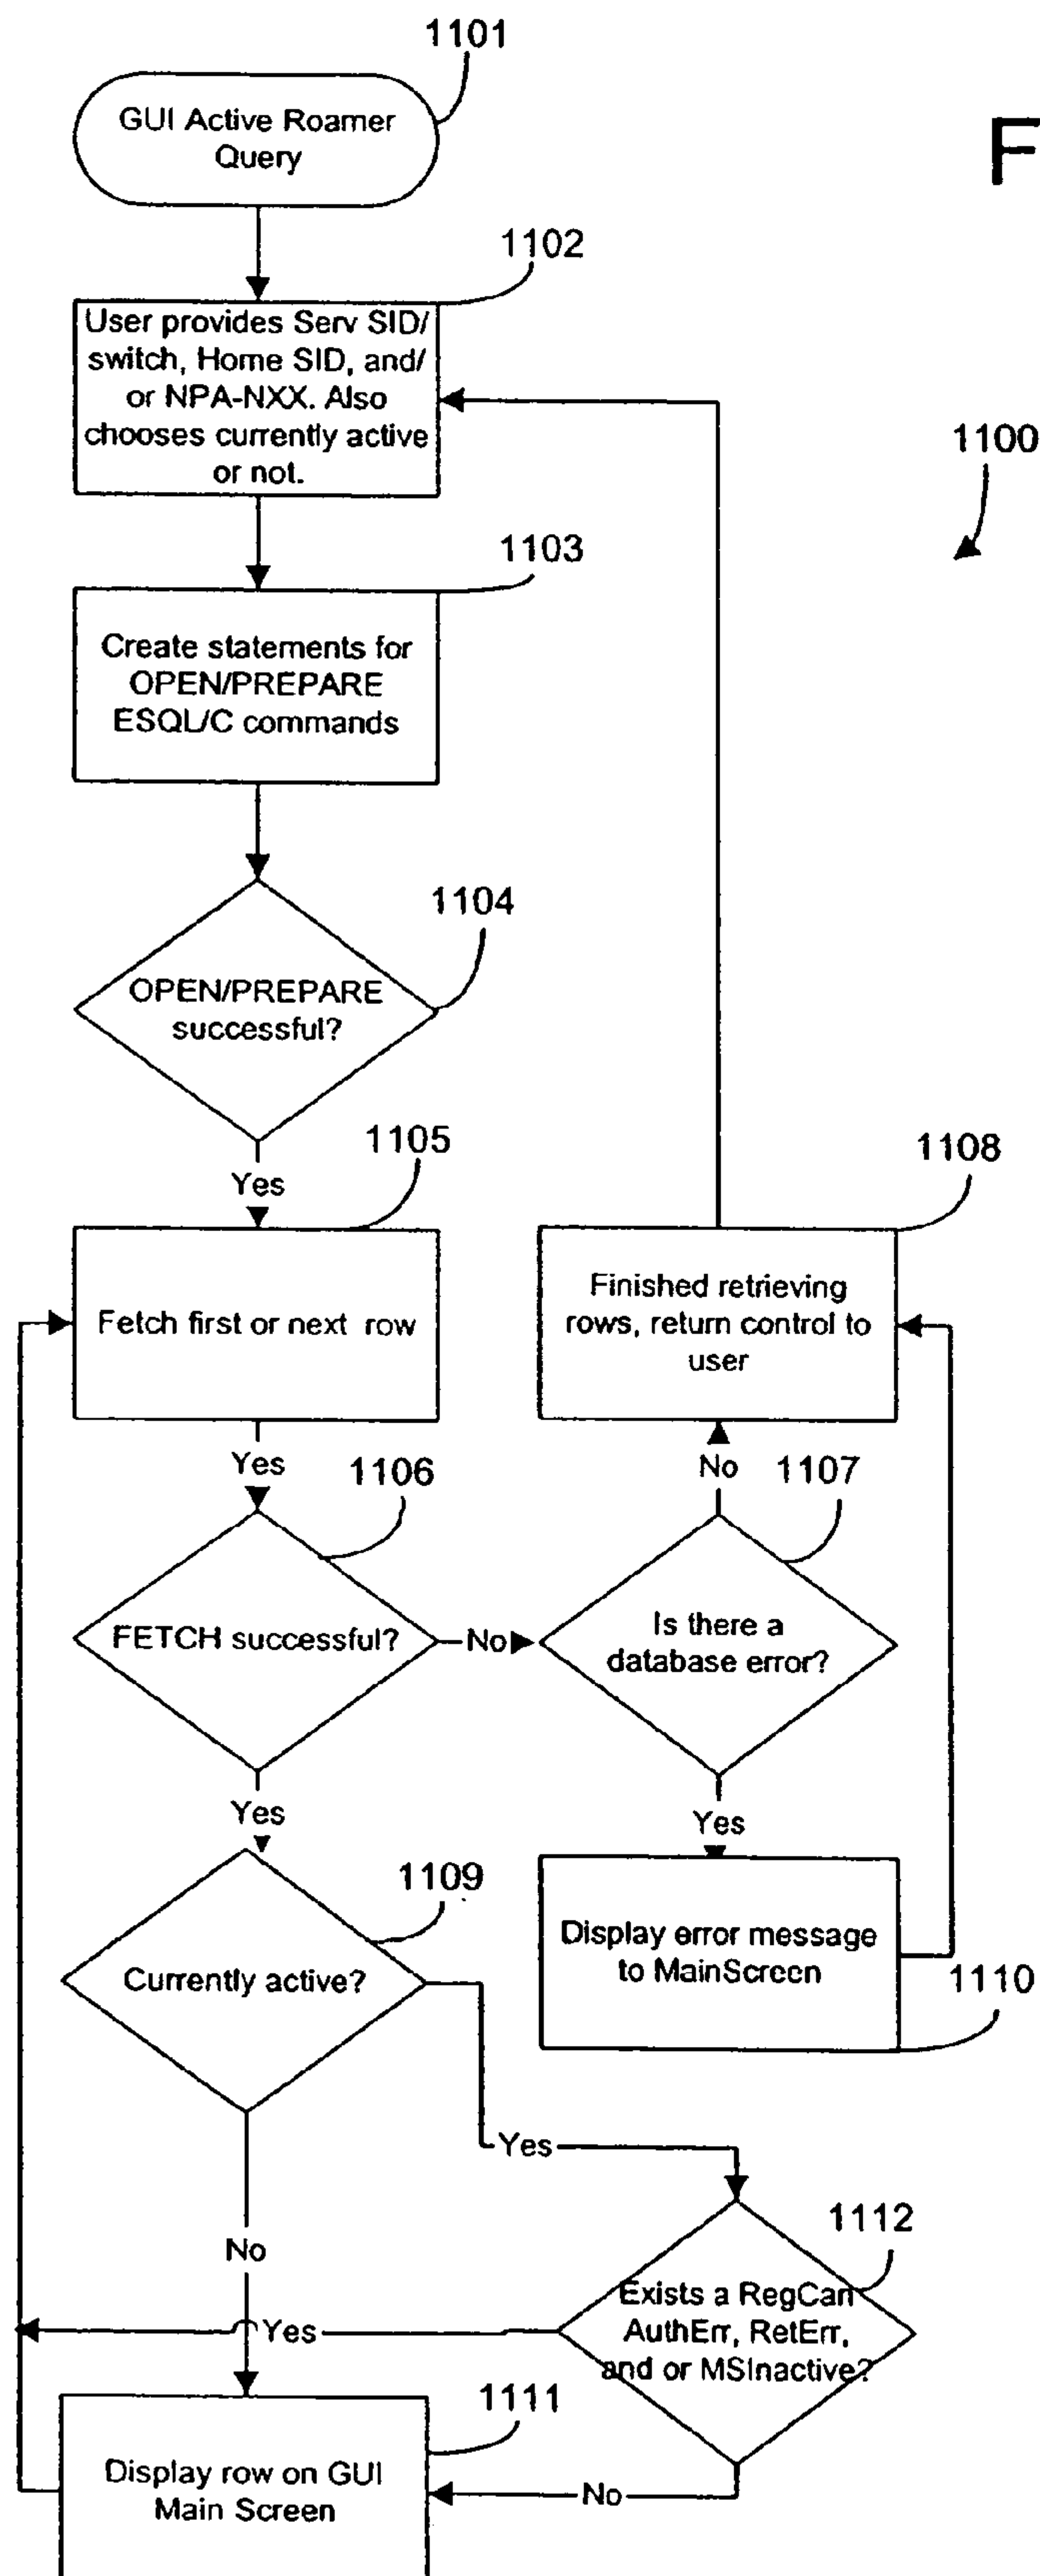 1101
GUI Active Roamer
Query
F
1102
User provides Serv SID/
switch, Home SID, and/
or NPA-NXX. Also
chooses currently active
or not.
1100
1103
Create statements for
OPEN/PREPARE
ESQL/C commands
1104
OPEN/PREPARE
successful?
Yes
1105
Fetch first or next row
1108
Finished retrieving
rows, return control to
user
Yes
1106
FETCH successful?
No
No
1107
Is there a
database error?
Yes
Yes
1109
Currently active?
Display error message
to MainScreen
1110
Yes
No
1112
Exists a RegCan
AuthErr, RetErr,
and or MSInactive?
Yes
1111
Display row on GUI
Main Screen
No